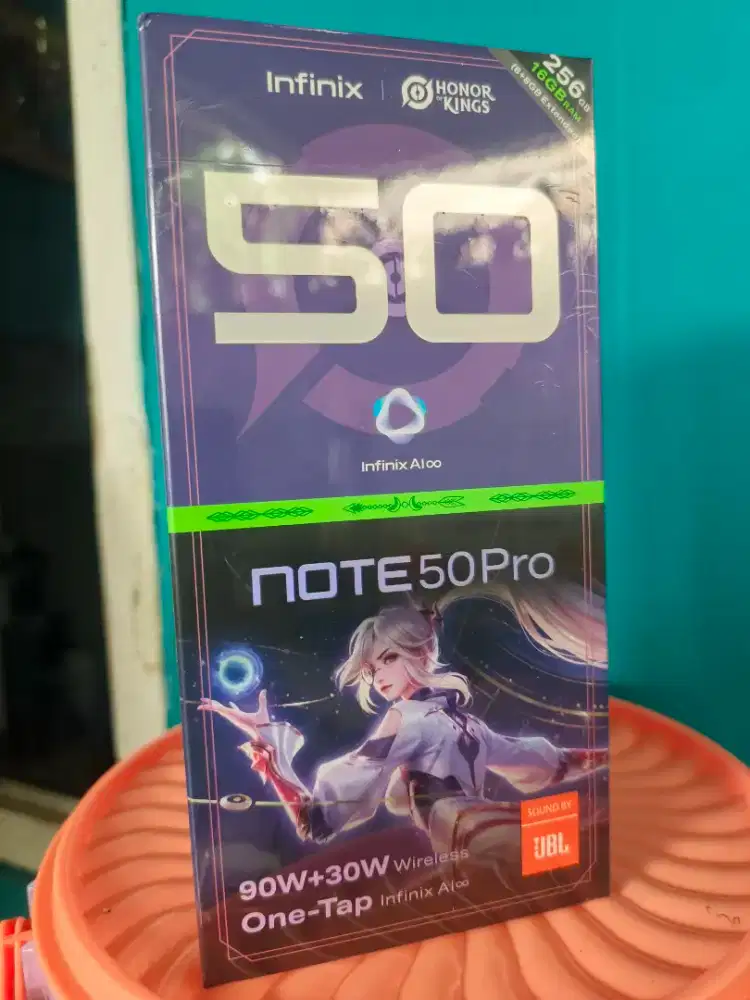 Infinix | HONOR OF KINGS
256GB
16GB RAM
(8+8GB Extended)
50
Infinix AI∞
NOTE 50 Pro
SOUND BY
JBL
90W+30W Wireless
One-Tap Infinix AI∞